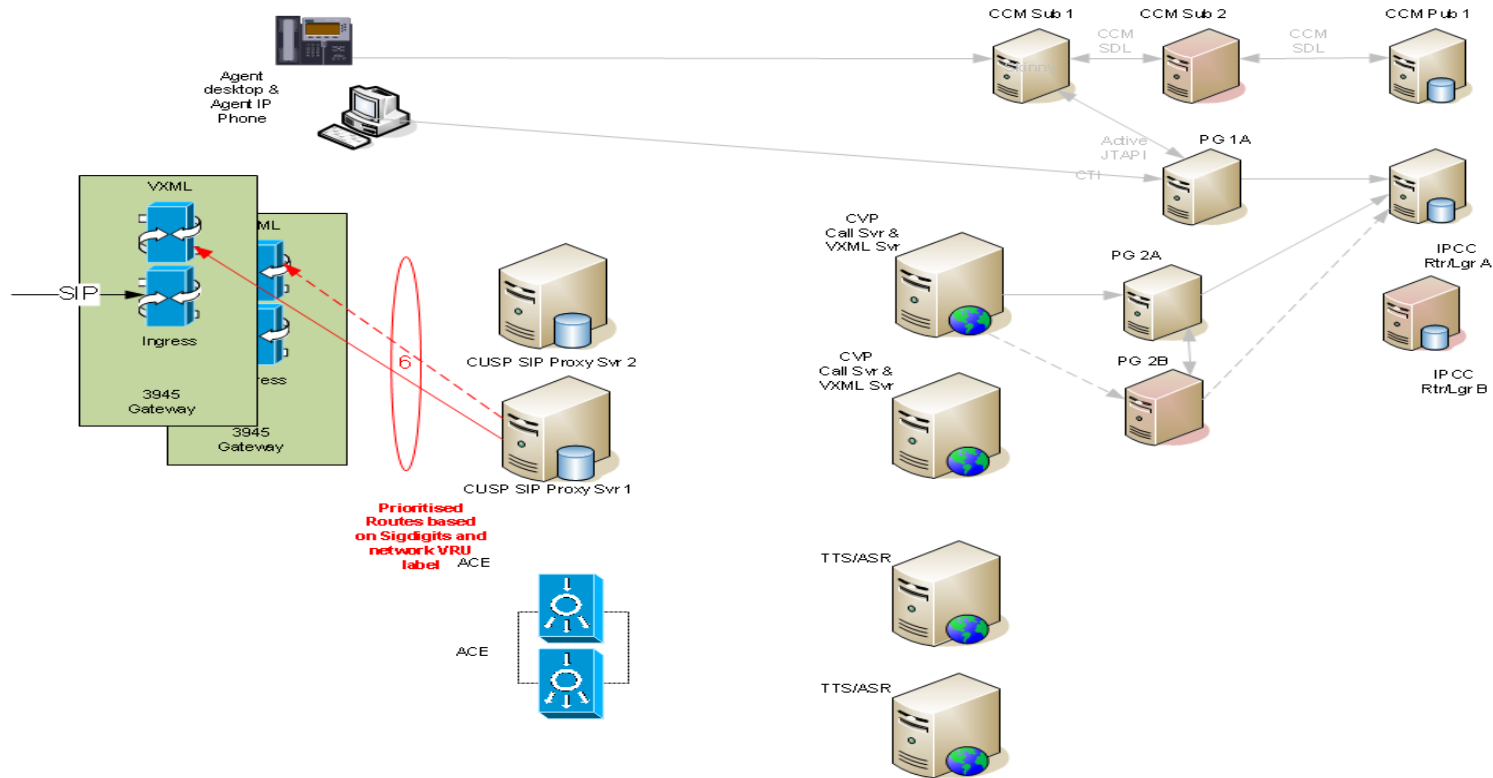 CCM Sub 1
CCM Sub 2
CCM Pub 1
CCM
SDL
CCM
SDL
Agent
desktop &
Agent IP
Phone
Active
JTAPI
PG 1A
CTI
VXML
ML
CVP
Call Svr &
VXML Svr
PG 2A
IPCC
Rtr/Lgr A
SIP
Ingress
ress
6
CUSP SIP Proxy Svr 2
CVP
Call Svr &
VXML Svr
PG 2B
IPCC
Rtr/Lgr B
3945
Gateway
3945
Gateway
CUSP SIP Proxy Svr 1
Prioritised
Routes based
on Sigdigits and
network VRU
label
ACE
TTS/ASR
ACE
TTS/ASR